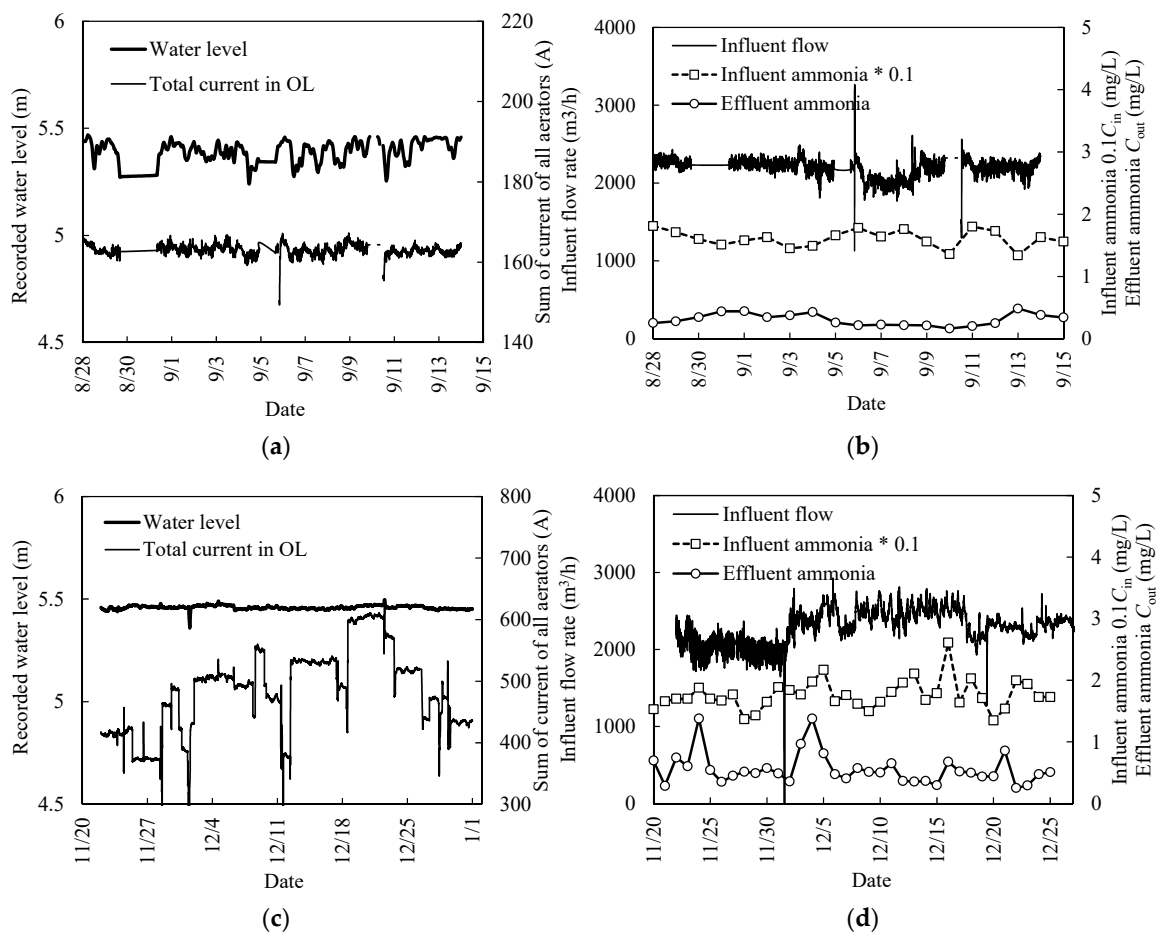 6
5.5
5
4.5
Recorded water level (m)
Water level
Total current in OL
220
200
180
160
140
Sum of current of all aerators (A)
8/28
8/30
9/1
9/3
9/5
9/7
9/9
9/11
9/13
9/15
Date
(a)
4000
3000
2000
1000
0
Influent flow rate (m3/h)
Influent flow
Influent ammonia * 0.1
Effluent ammonia
5
4
3
2
1
0
Influent ammonia 0.1Cin (mg/L)
Effluent ammonia Cout (mg/L)
8/28
8/30
9/1
9/3
9/5
9/7
9/9
9/11
9/13
9/15
Date
(b)
6
5.5
5
4.5
Recorded water level (m)
Water level
Total current in OL
800
700
600
500
400
300
Sum of current of all aerators (A)
11/20
11/27
12/4
12/11
12/18
12/25
1/1
Date
(c)
4000
3000
2000
1000
0
Influent flow rate (m³/h)
Influent flow
Influent ammonia * 0.1
Effluent ammonia
5
4
3
2
1
0
Influent ammonia 0.1Cin (mg/L)
Effluent ammonia Cout (mg/L)
11/20
11/25
11/30
12/5
12/10
12/15
12/20
12/25
Date
(d)